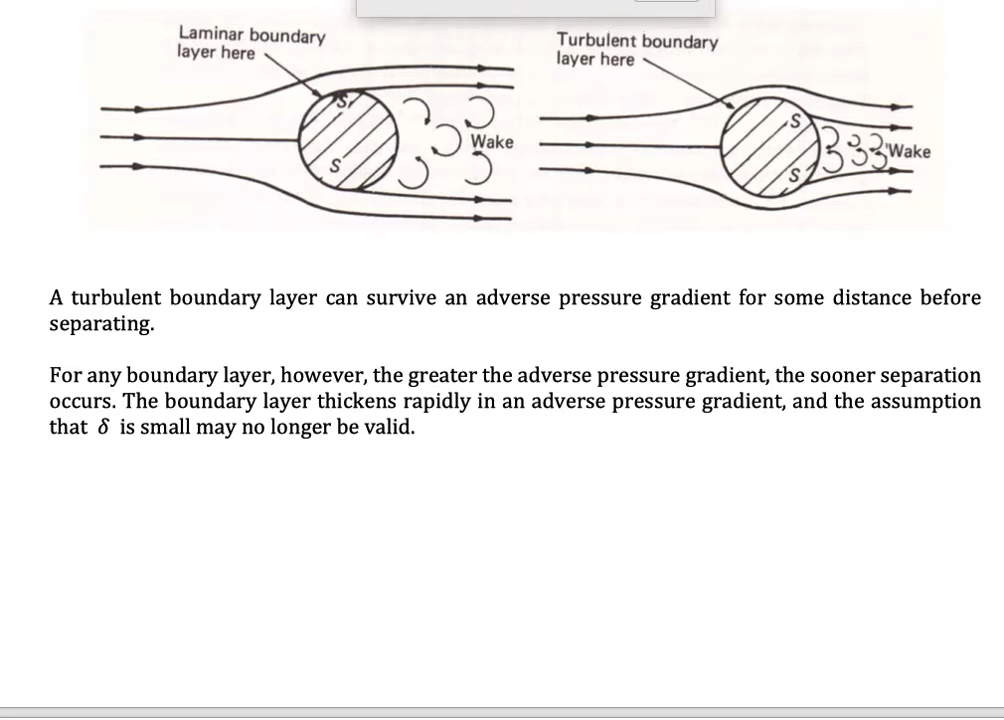 Laminar boundary
layer here
Turbulent boundary
layer here
S
S
Wake
S
S
Wake
A turbulent boundary layer can survive an adverse pressure gradient for some distance before
separating.
For any boundary layer, however, the greater the adverse pressure gradient, the sooner separation
occurs. The boundary layer thickens rapidly in an adverse pressure gradient, and the assumption
that δ is small may no longer be valid.